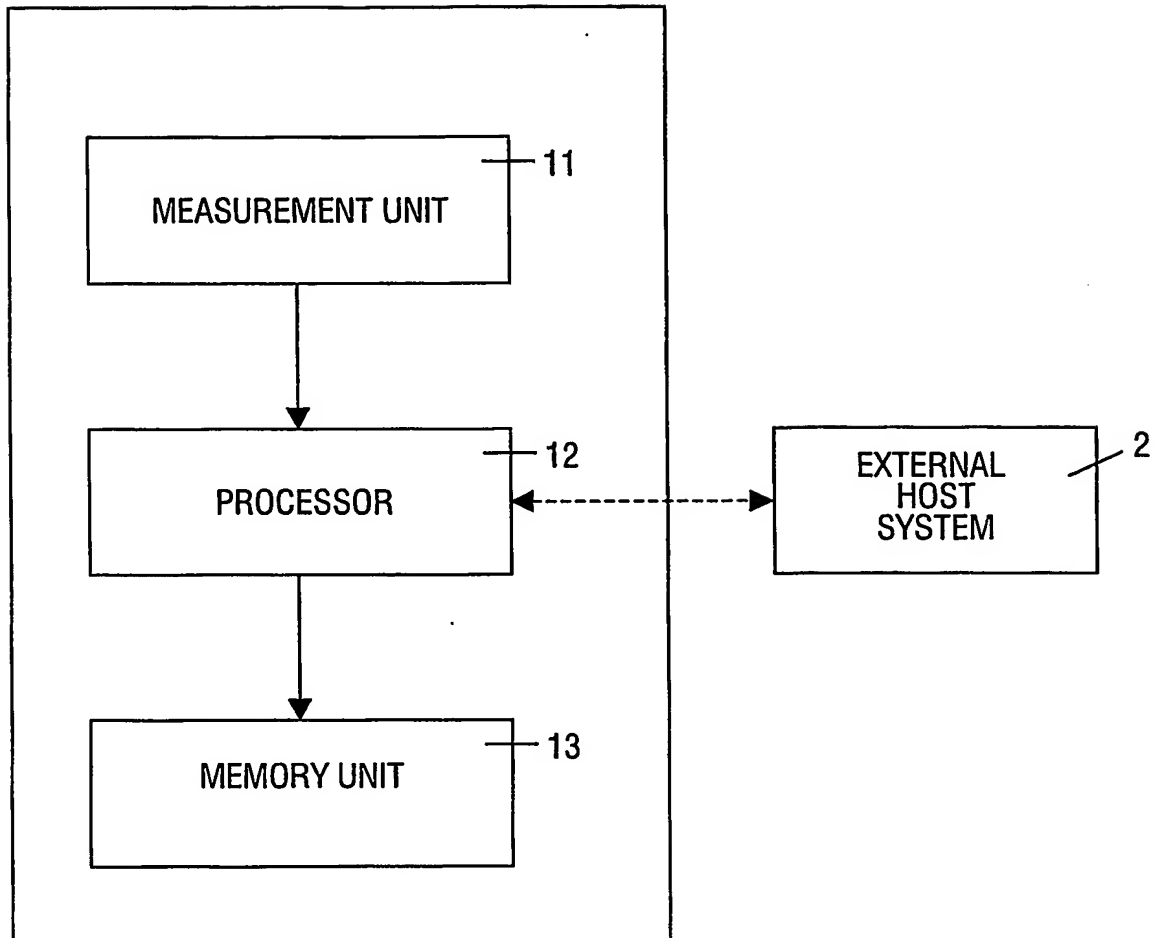 11
MEASUREMENT UNIT
12
PROCESSOR
2
EXTERNAL
HOST
SYSTEM
13
MEMORY UNIT